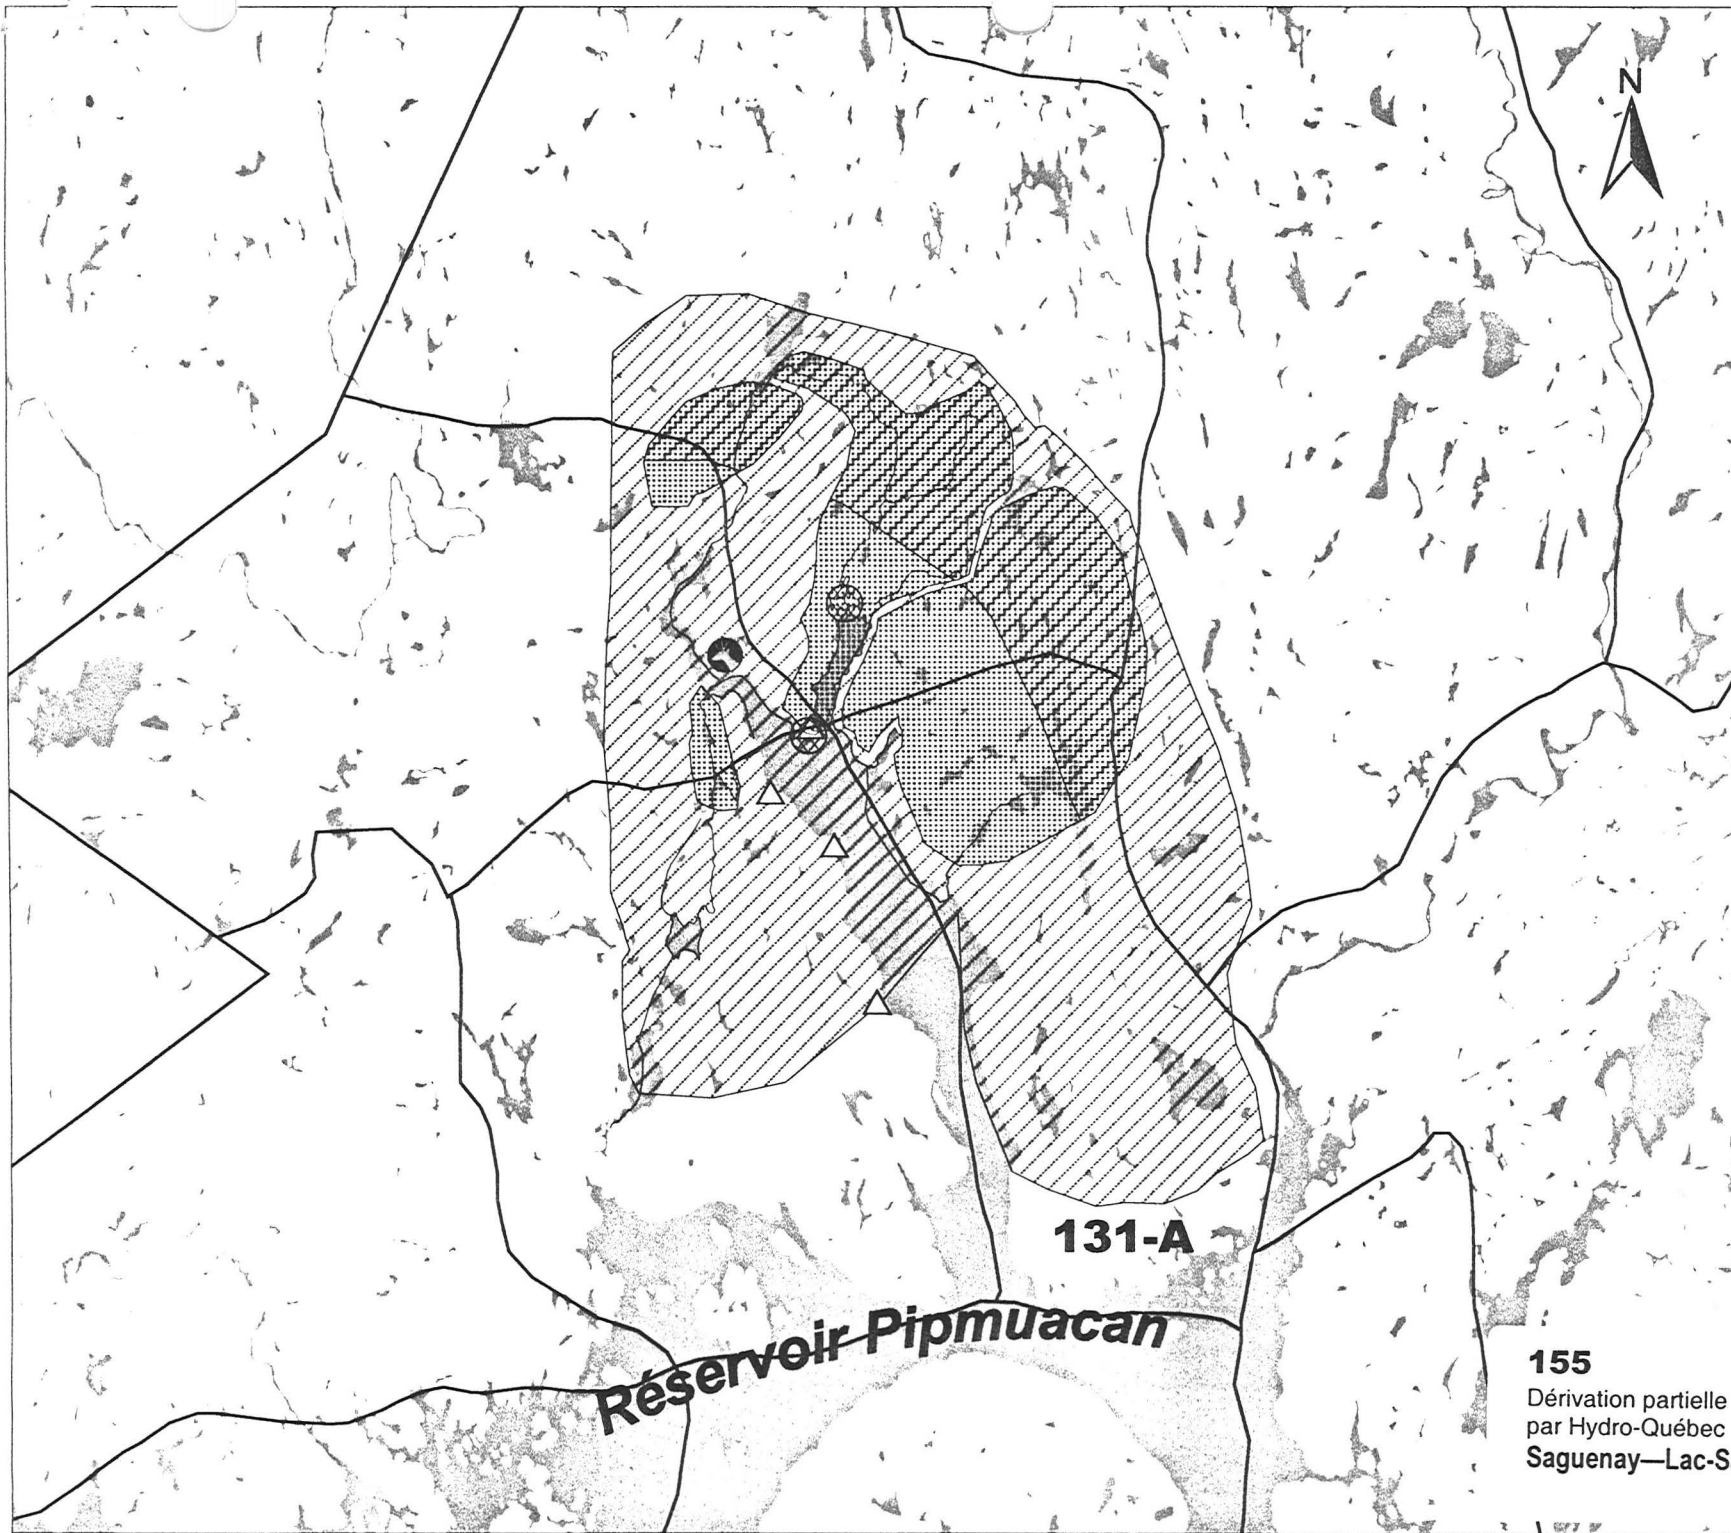 N
131-A
Réservoir Pipmuacan
155
Dérivation partielle
par Hydro-Québec
Saguenay—Lac-S